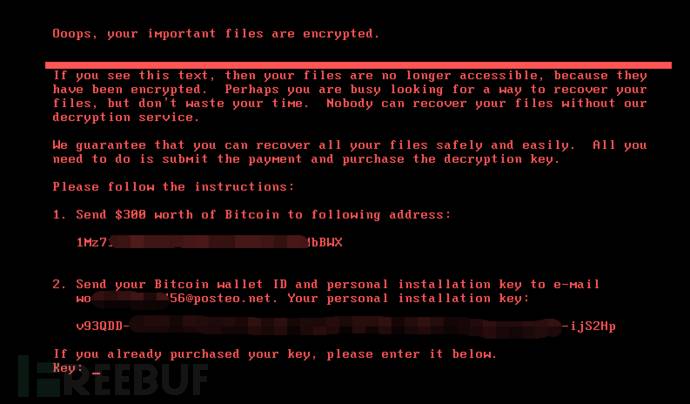 Ooops, your important files are encrypted.
If you see this text, then your files are no longer accessible, because they
have been encrypted.  Perhaps you are busy looking for a way to recover your
files, but don't waste your time.  Nobody can recover your files without our
decryption service.
We guarantee that you can recover all your files safely and easily.  All you
need to do is submit the payment and purchase the decryption key.
Please follow the instructions:
1. Send $300 worth of Bitcoin to following address:
2. Send your Bitcoin wallet ID and personal installation key to e-mail
56@posteo.net. Your personal installation key:
v93QDD- -ijS2Hp
If you already purchased your key, please enter it below.
Key: _
FREEBUF